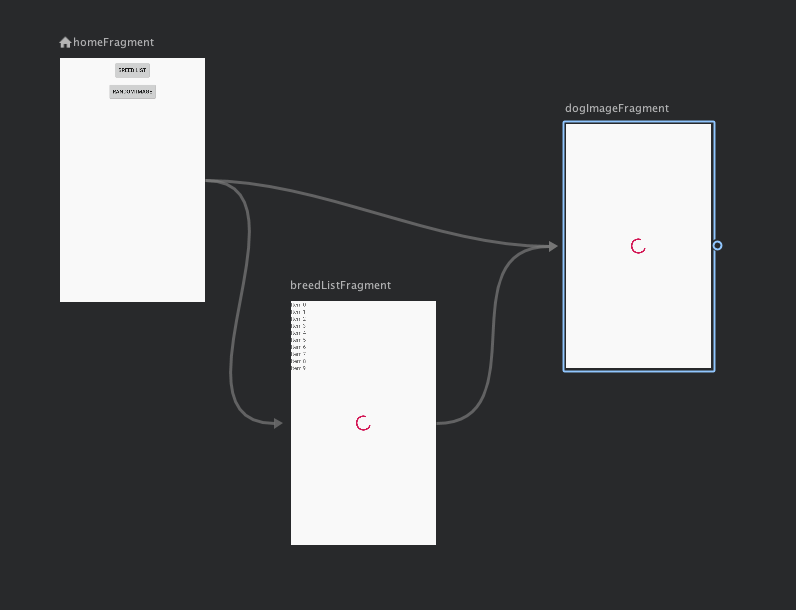 homeFragment
SPEED LIST
RANDOM IMAGE
dogImageFragment
breedListFragment
Item 0
Item 1
Item 2
Item 3
Item 4
Item 5
Item 6
Item 7
Item 8
Item 9